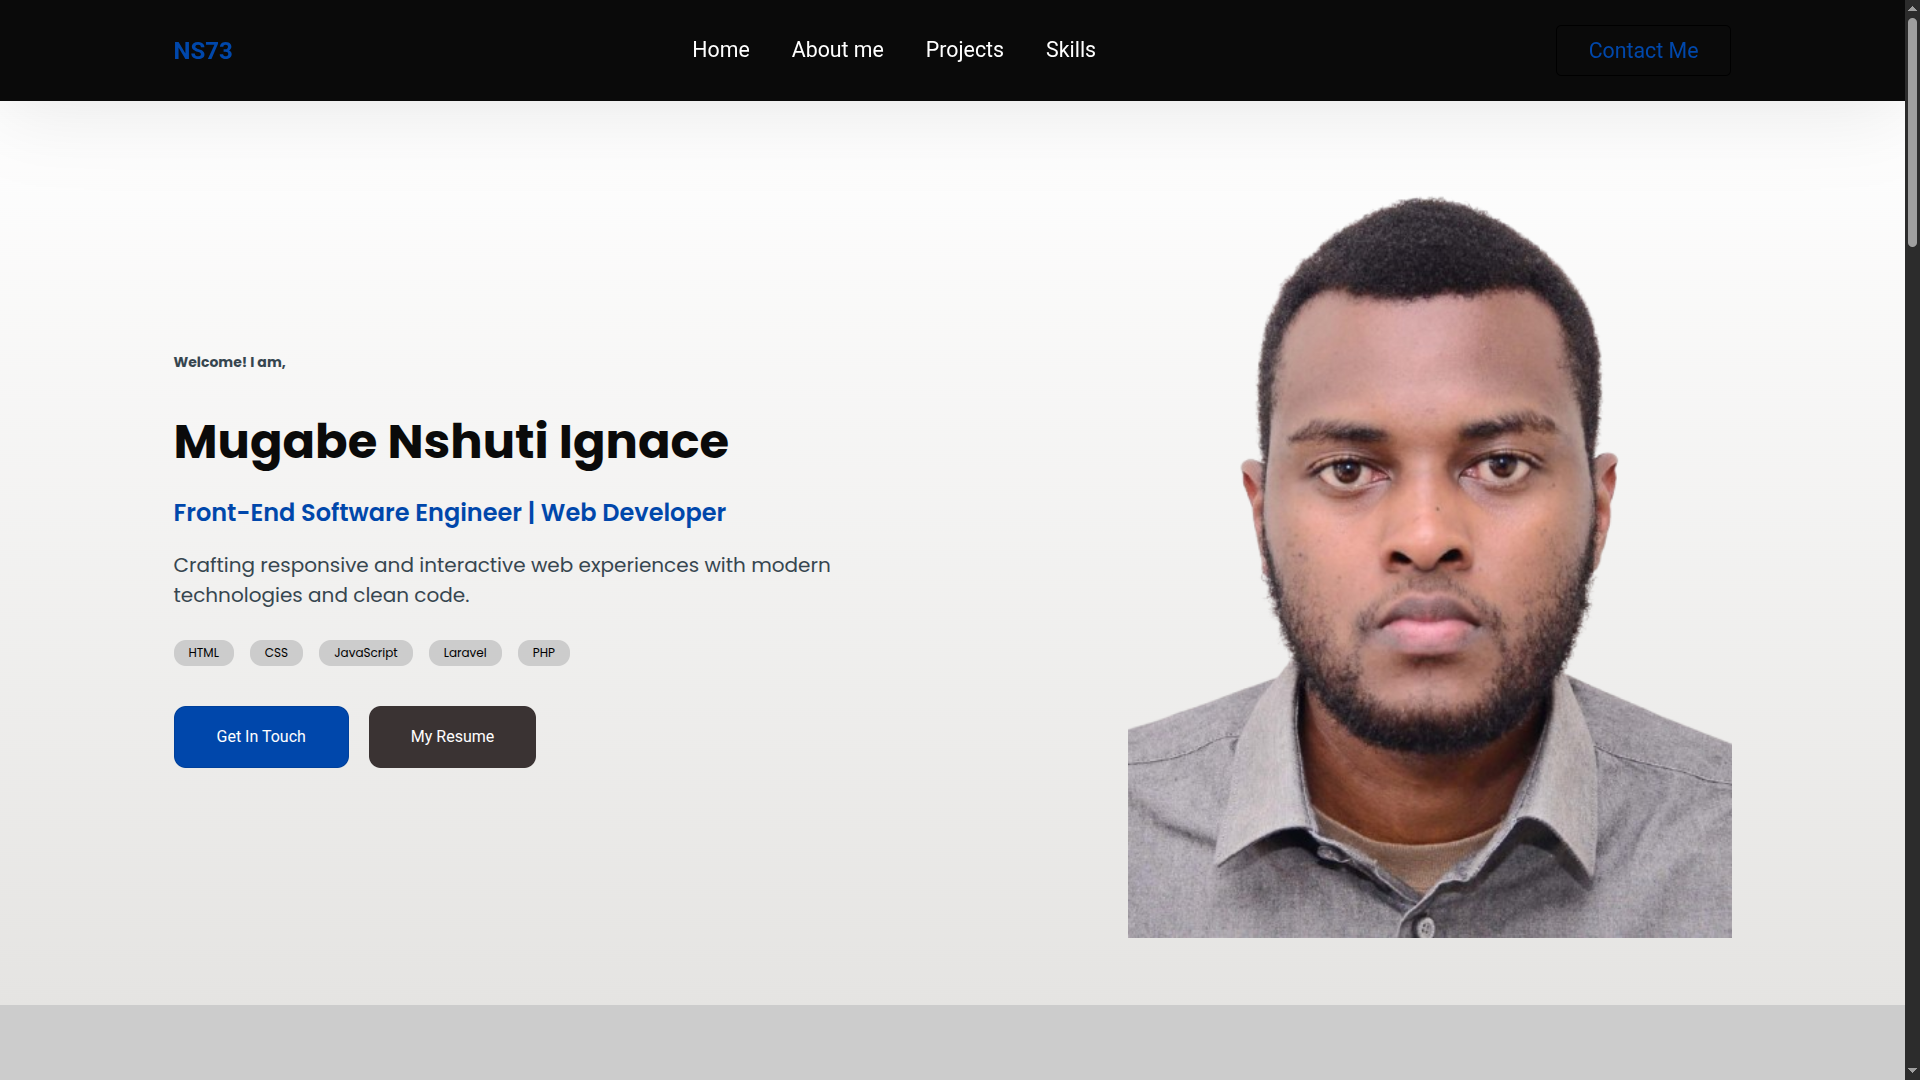 NS73
Home
About me
Projects
Skills
Contact Me
Welcome! I am,
Mugabe Nshuti Ignace
Front-End Software Engineer | Web Developer
Crafting responsive and interactive web experiences with modern
technologies and clean code.
HTML
CSS
JavaScript
Laravel
PHP
Get In Touch
My Resume